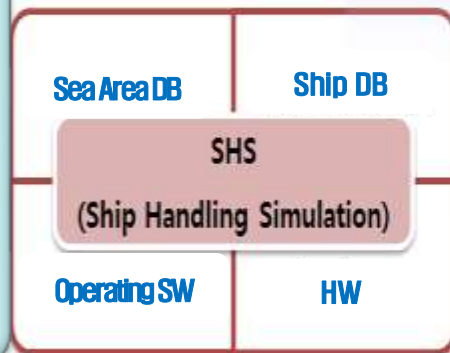 Sea Area DB
Ship DB
SHS
(Ship Handling Simulation)
Operating SW
HW